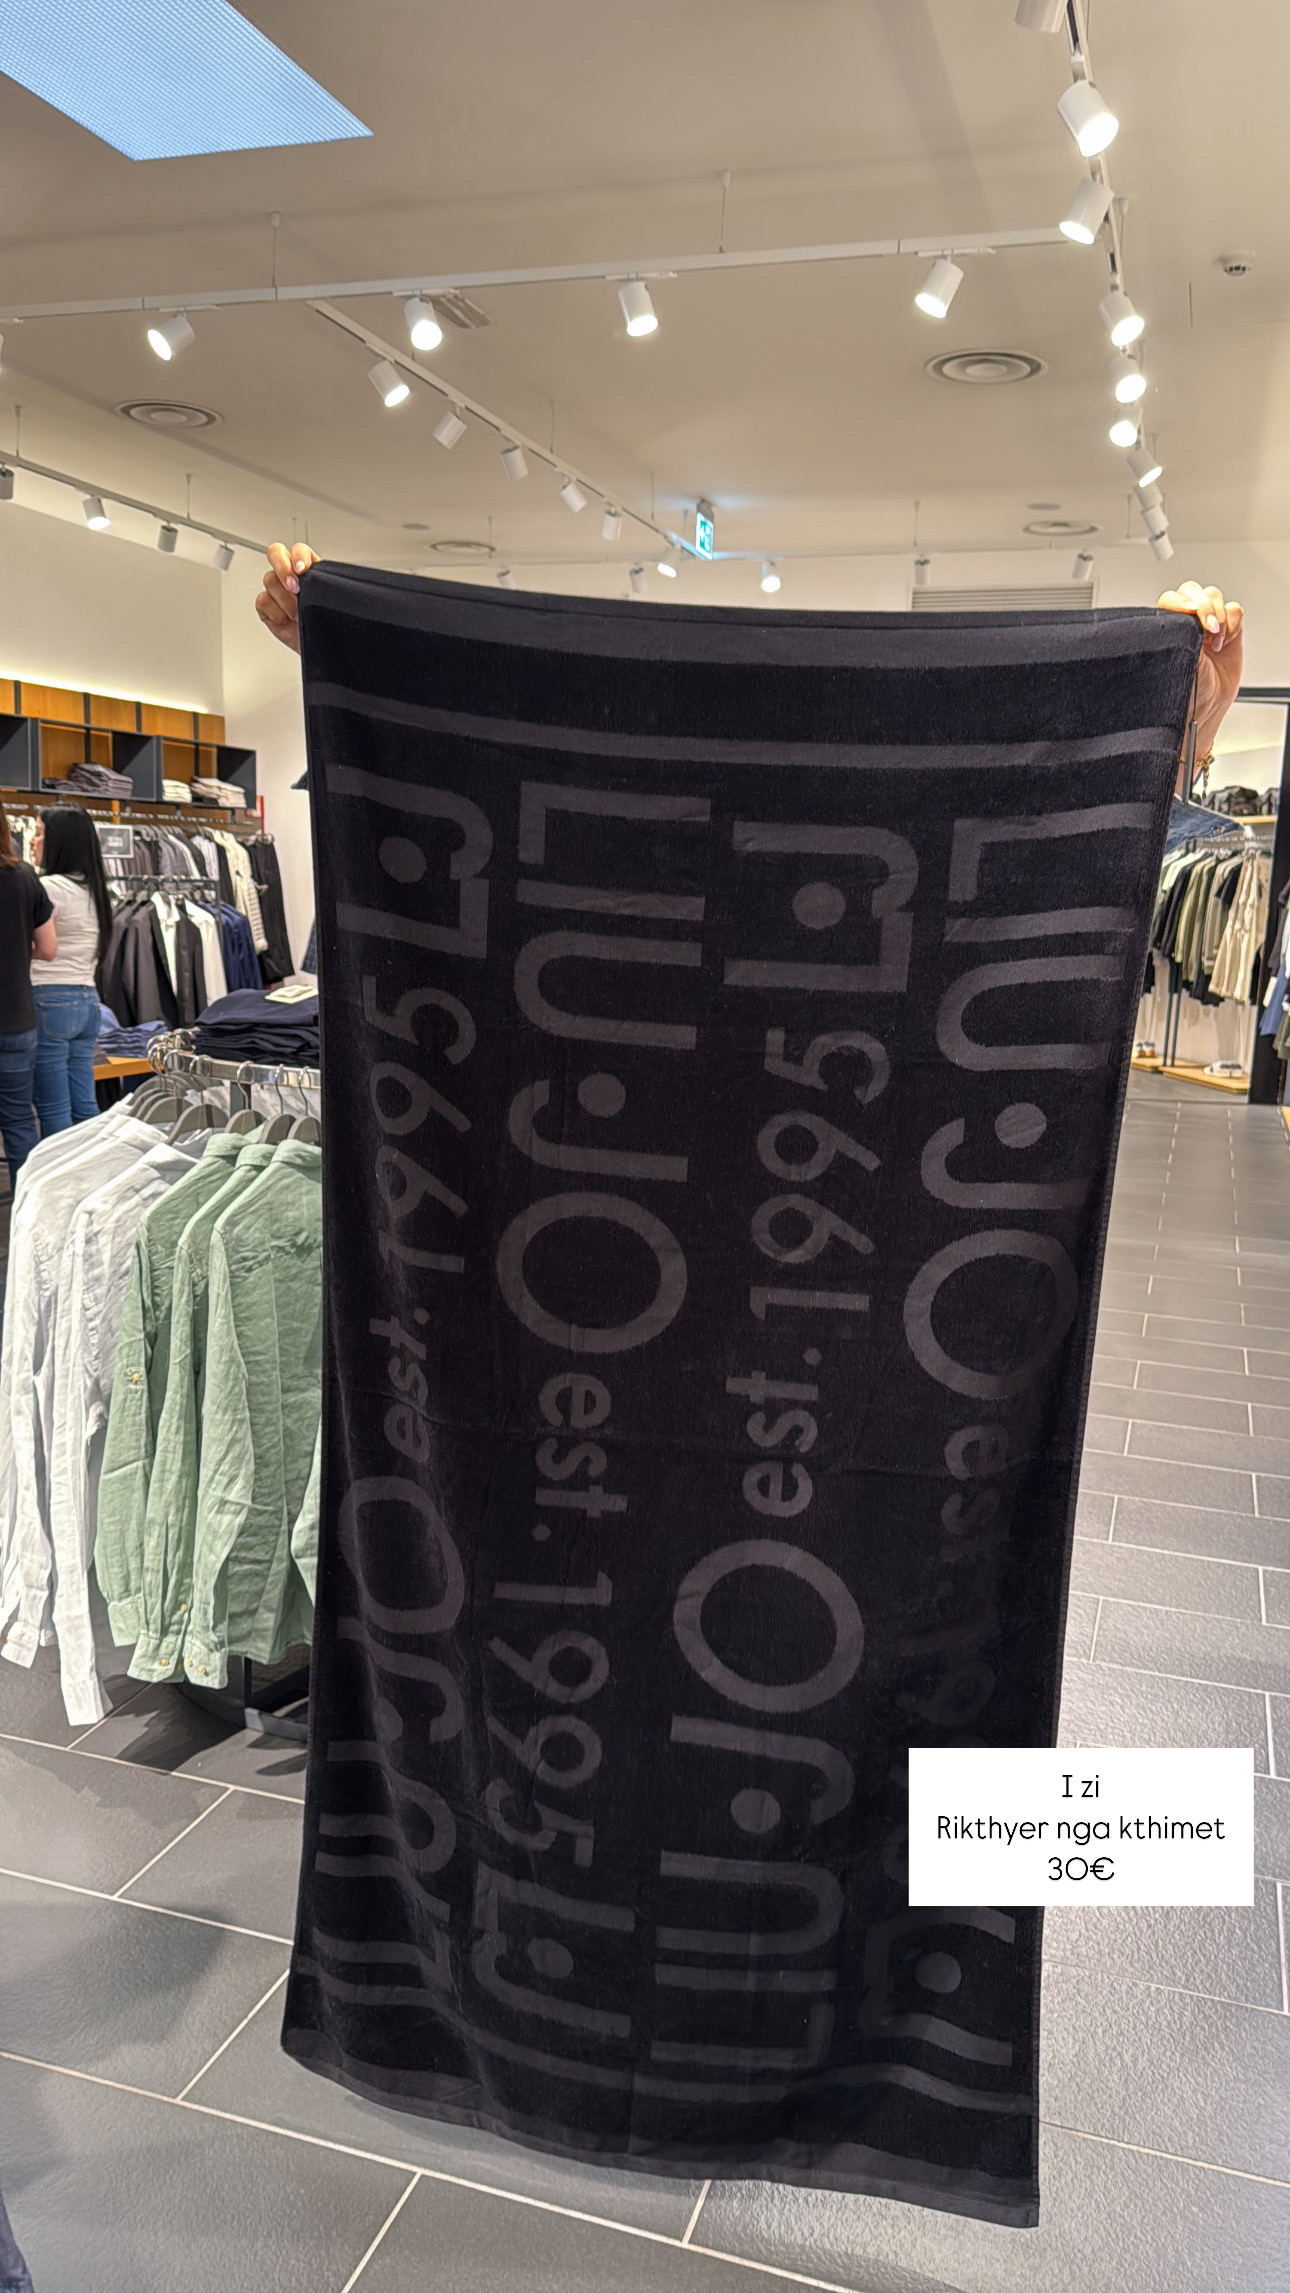 LIU·JO est.1995 L·J
LIU·JO est.1995 L·J
LIU·JO est.1995 L·J
LIU·JO est.
I zi
Rikthyer nga kthimet
30€